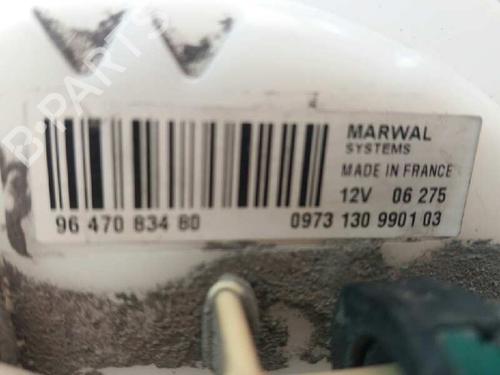 B-PARTS
MARWAL
SYSTEMS
MADE IN FRANCE
12V 06 275
96 470 834 80
0973 130 9901 03